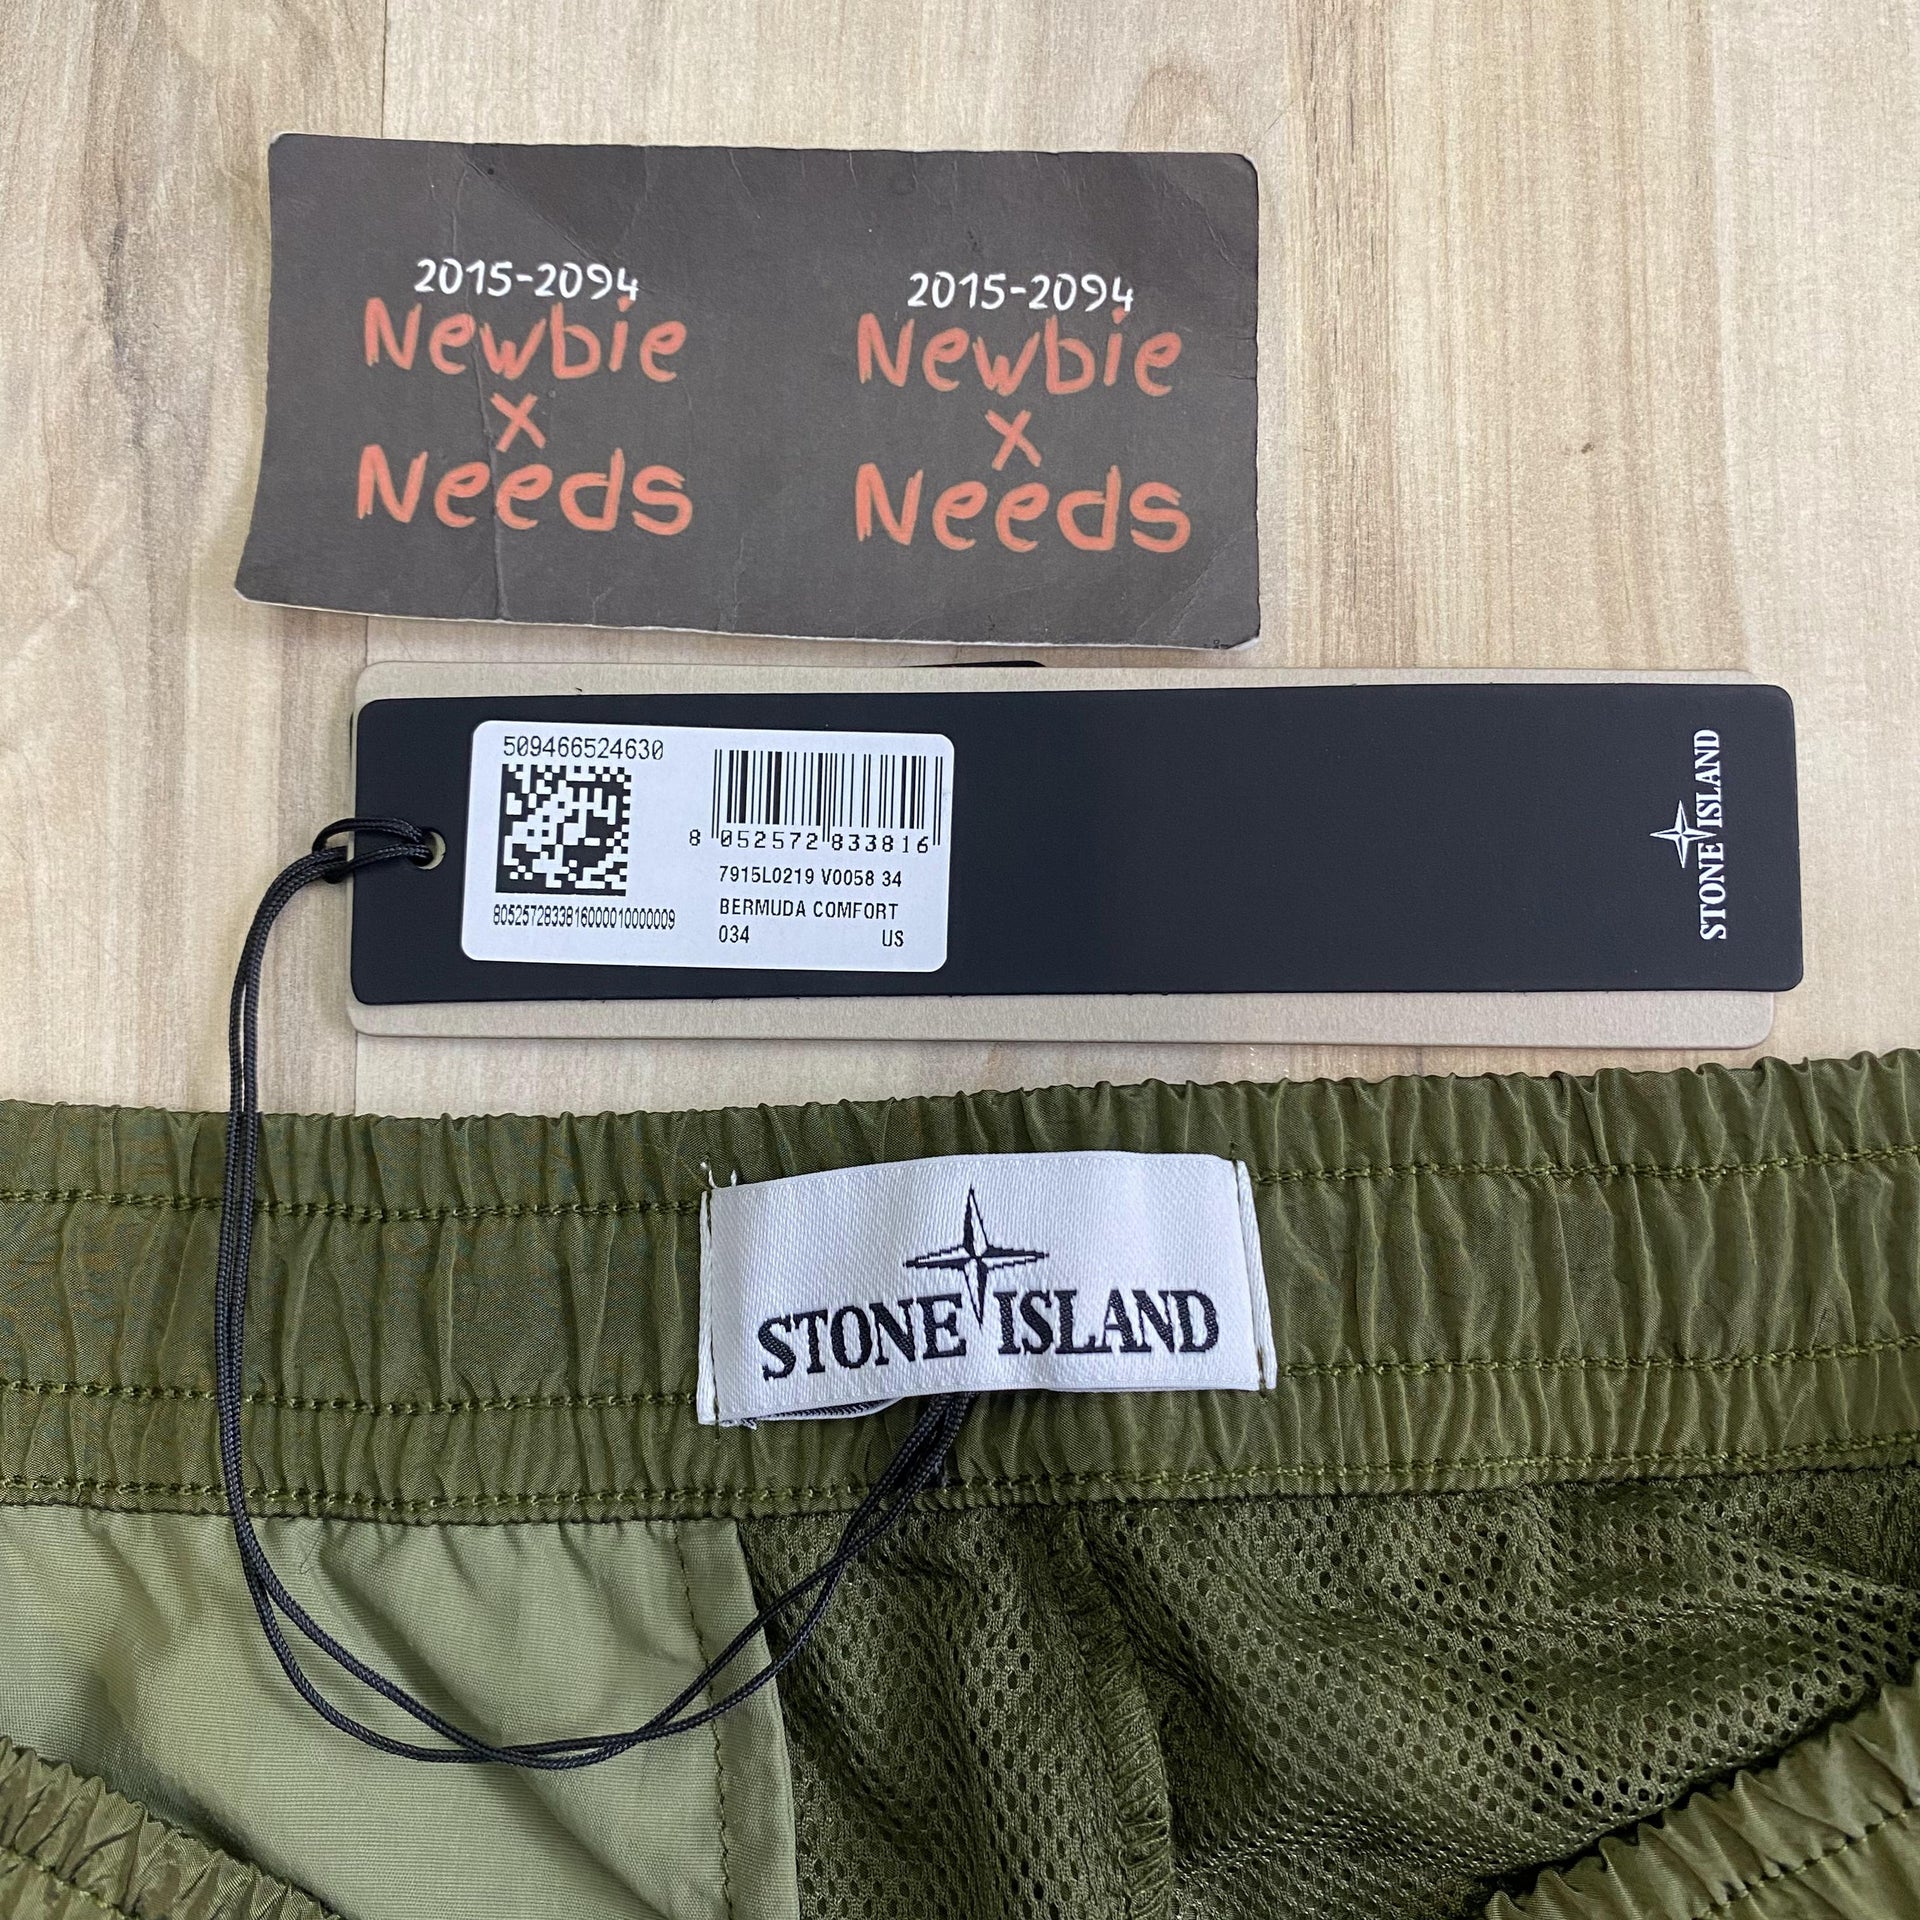 2015-2094
Newbie
x
Needs
2015-2094
Newbie
x
Needs
509466524630
8 052572 833816
805257283381600010000009
7915L0219 V0058 34
BERMUDA COMFORT
034 US
STONE ISLAND
STONE ISLAND